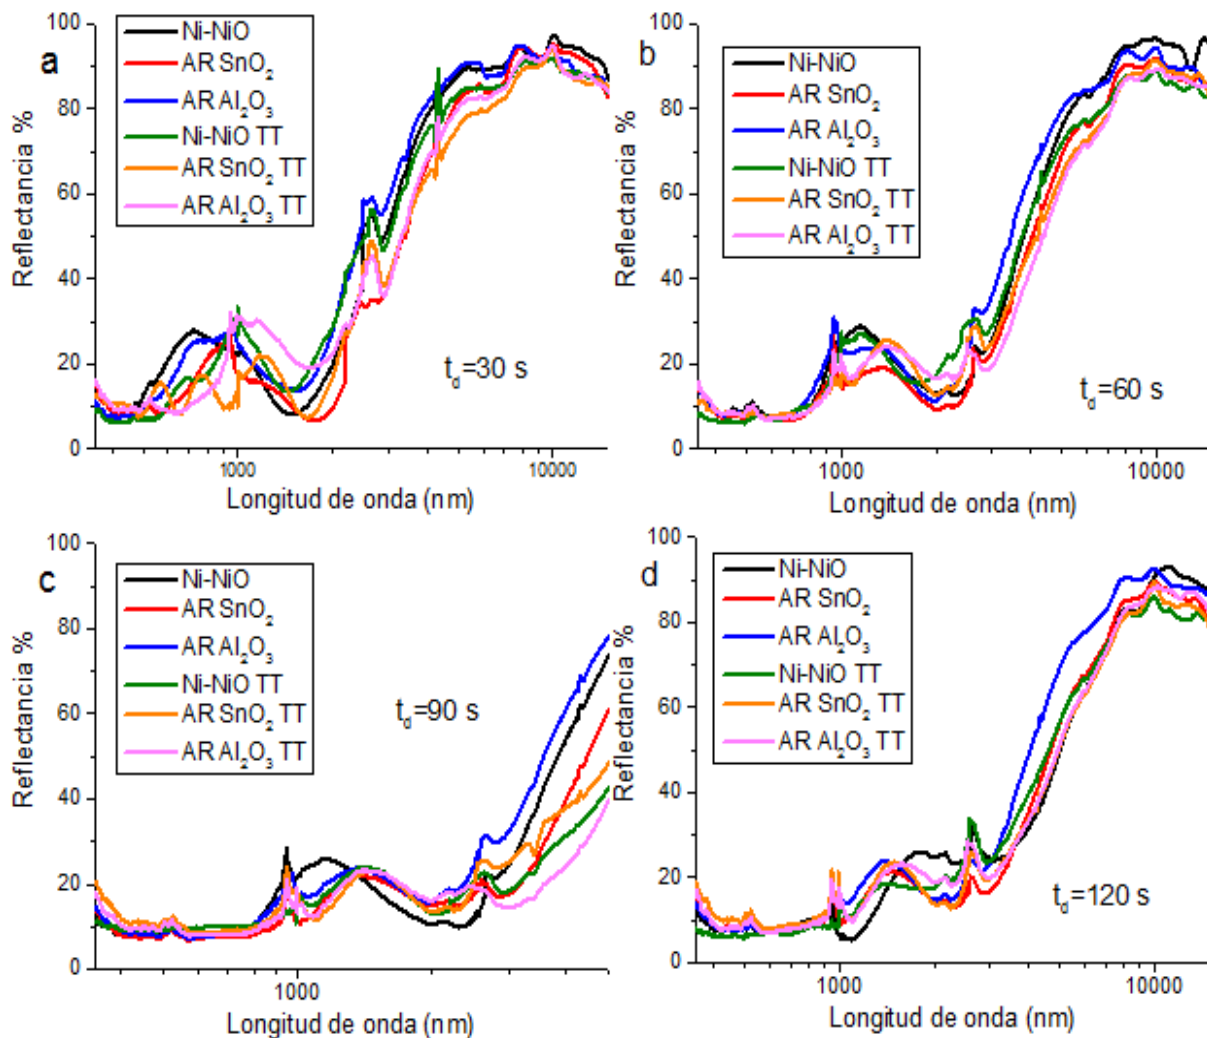 a
Reflectancia %
100
80
60
40
20
0
Ni-NiO
AR SnO₂
AR Al₂O₃
Ni-NiO TT
AR SnO₂ TT
AR Al₂O₃ TT
t_d=30 s
1000
10000
Longitud de onda (nm)
b
Reflectancia %
100
80
60
40
20
0
Ni-NiO
AR SnO₂
AR Al₂O₃
Ni-NiO TT
AR SnO₂ TT
AR Al₂O₃ TT
t_d=60 s
1000
10000
Longitud de onda (nm)
c
Reflectancia %
100
80
60
40
20
0
Ni-NiO
AR SnO₂
AR Al₂O₃
Ni-NiO TT
AR SnO₂ TT
AR Al₂O₃ TT
t_d=90 s
1000
Longitud de onda (nm)
d
Reflectancia %
100
80
60
40
20
0
Ni-NiO
AR SnO₂
AR Al₂O₃
Ni-NiO TT
AR SnO₂ TT
AR Al₂O₃ TT
t_d=120 s
1000
10000
Longitud de onda (nm)